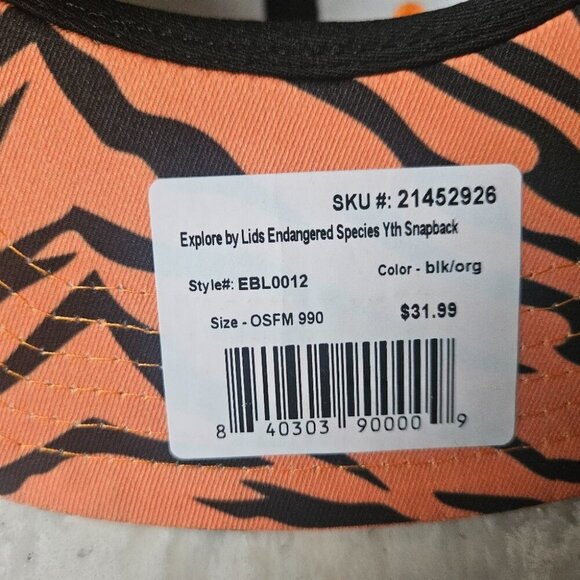 SKU #: 21452926
Explore by Lids Endangered Species Yth Snapback
Style#: EBL0012 Color - blk/org
Size - OSFM 990 $31.99
8 40303 90000 9